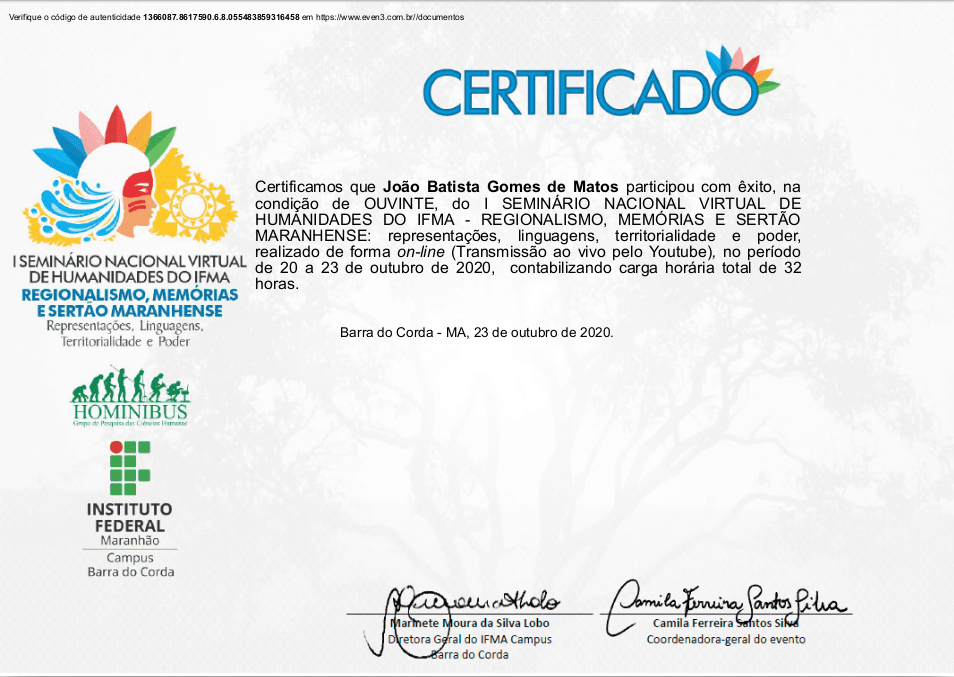 Verifique o código de autenticidade 1366087.8617590.6.8.055483859316458 em https://www.even3.com.br//documentos
CERTIFICADO
Certificamos que João Batista Gomes de Matos participou com êxito, na
condição de OUVINTE, do I SEMINÁRIO NACIONAL VIRTUAL DE
HUMANIDADES DO IFMA - REGIONALISMO, MEMÓRIAS E SERTÃO
MARANHENSE: representações, linguagens, territorialidade e poder,
realizado de forma on-line (Transmissão ao vivo pelo Youtube), no período
de 20 a 23 de outubro de 2020, contabilizando carga horária total de 32
horas.
Barra do Corda - MA, 23 de outubro de 2020.
I SEMINÁRIO NACIONAL VIRTUAL
DE HUMANIDADES DO IFMA
REGIONALISMO, MEMÓRIAS
E SERTÃO MARANHENSE
Representações, Linguagens,
Territorialidade e Poder
HOMINIBUS
Grupo de Pesquisa das Ciências Humanas
INSTITUTO
FEDERAL
Maranhão
Campus
Barra do Corda
Marinete Moura da Silva Lobo
Diretora Geral do IFMA Campus
Barra do Corda
Camila Ferreira Santos Silva
Camila Ferreira Santos Silva
Coordenadora-geral do evento